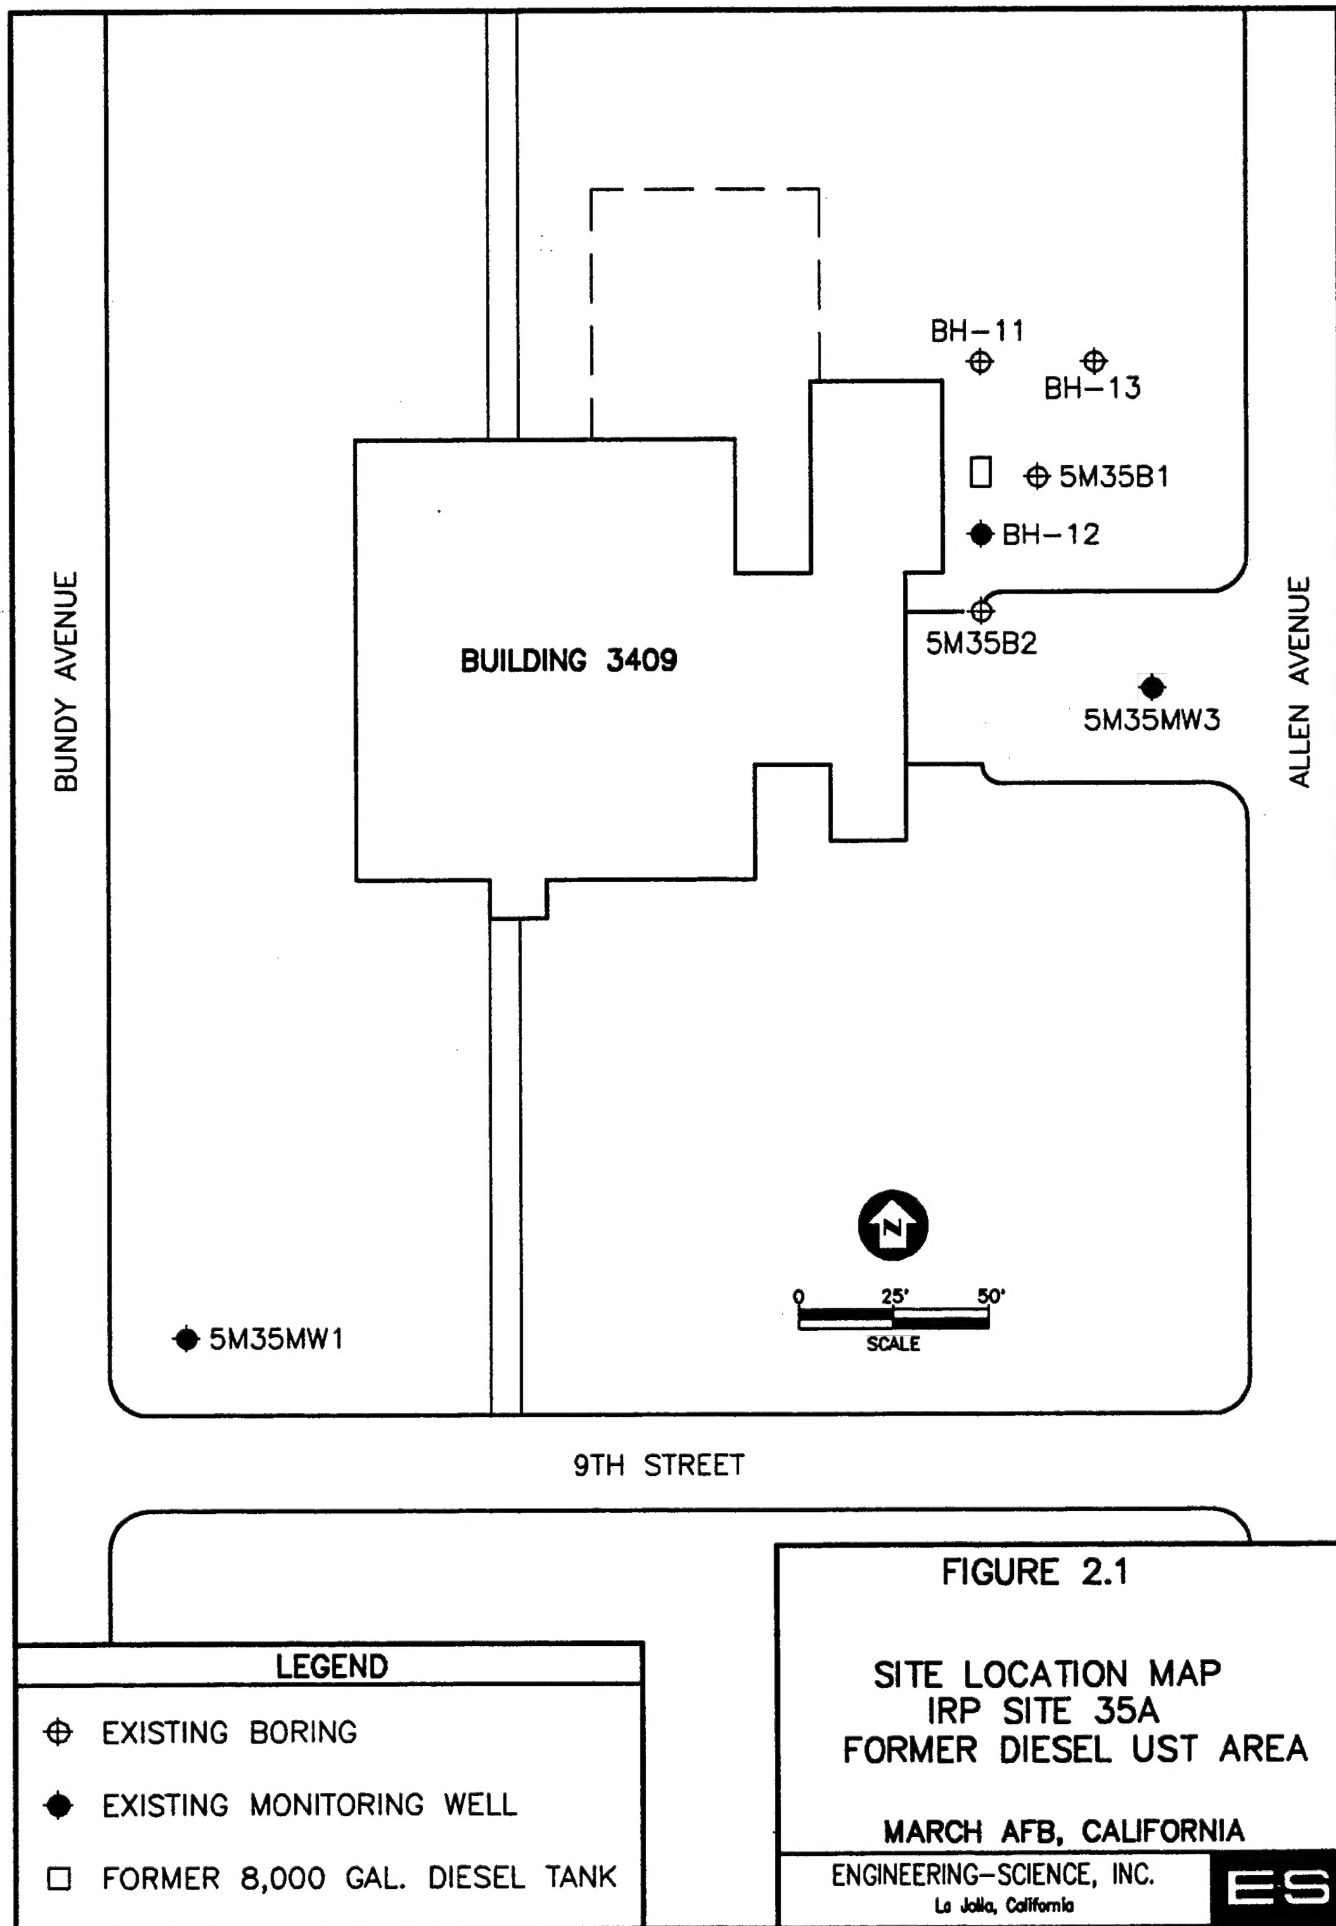 BH-11
BH-13
5M35B1
BH-12
5M35B2
5M35MW3
BUILDING 3409
BUNDY AVENUE
ALLEN AVENUE
N
0 25' 50'
SCALE
5M35MW1
9TH STREET
LEGEND
EXISTING BORING
EXISTING MONITORING WELL
FORMER 8,000 GAL. DIESEL TANK
FIGURE 2.1
SITE LOCATION MAP
IRP SITE 35A
FORMER DIESEL UST AREA
MARCH AFB, CALIFORNIA
ENGINEERING-SCIENCE, INC.
La Jolla, California
ES